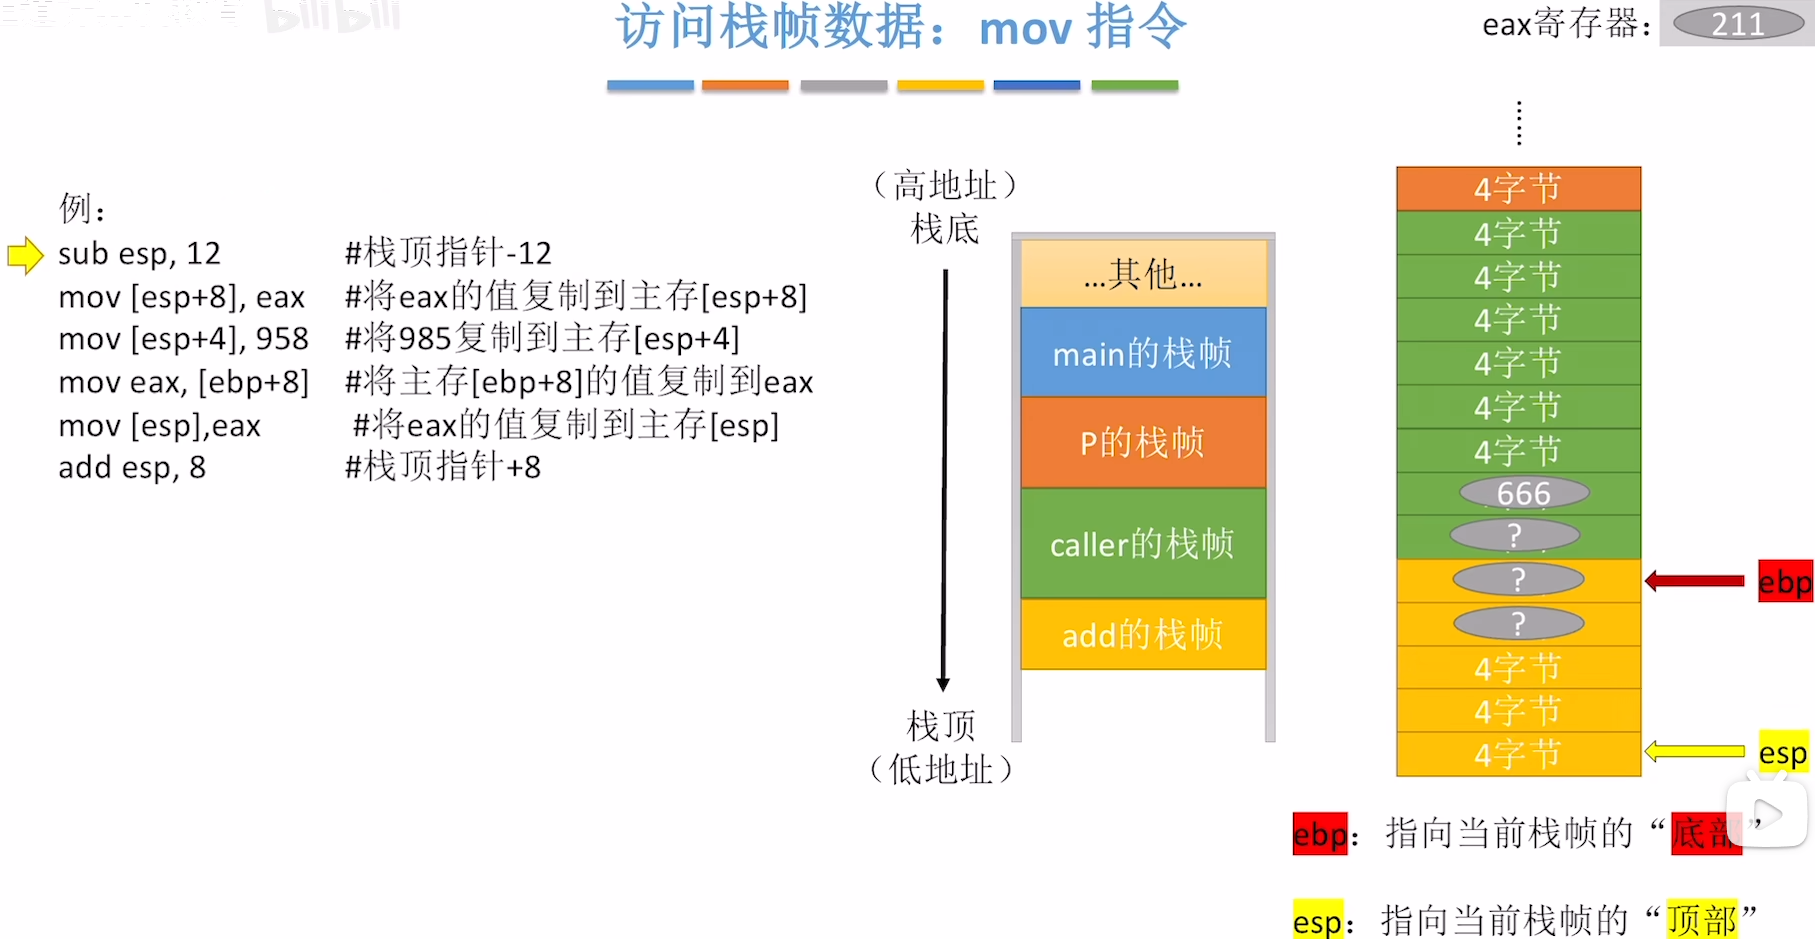 bilibili
访问栈帧数据：mov 指令
eax寄存器：
211
例：
sub esp, 12 #栈顶指针-12
mov [esp+8], eax #将eax的值复制到主存[esp+8]
mov [esp+4], 958 #将985复制到主存[esp+4]
mov eax, [ebp+8] #将主存[ebp+8]的值复制到eax
mov [esp],eax #将eax的值复制到主存[esp]
add esp, 8 #栈顶指针+8
（高地址）
栈底
栈顶
（低地址）
...其他...
main的栈帧
P的栈帧
caller的栈帧
add的栈帧
4字节
4字节
4字节
4字节
4字节
4字节
4字节
666
?
? ebp
?
4字节
4字节
4字节 esp
ebp：指向当前栈帧的“底部”
esp：指向当前栈帧的“顶部”